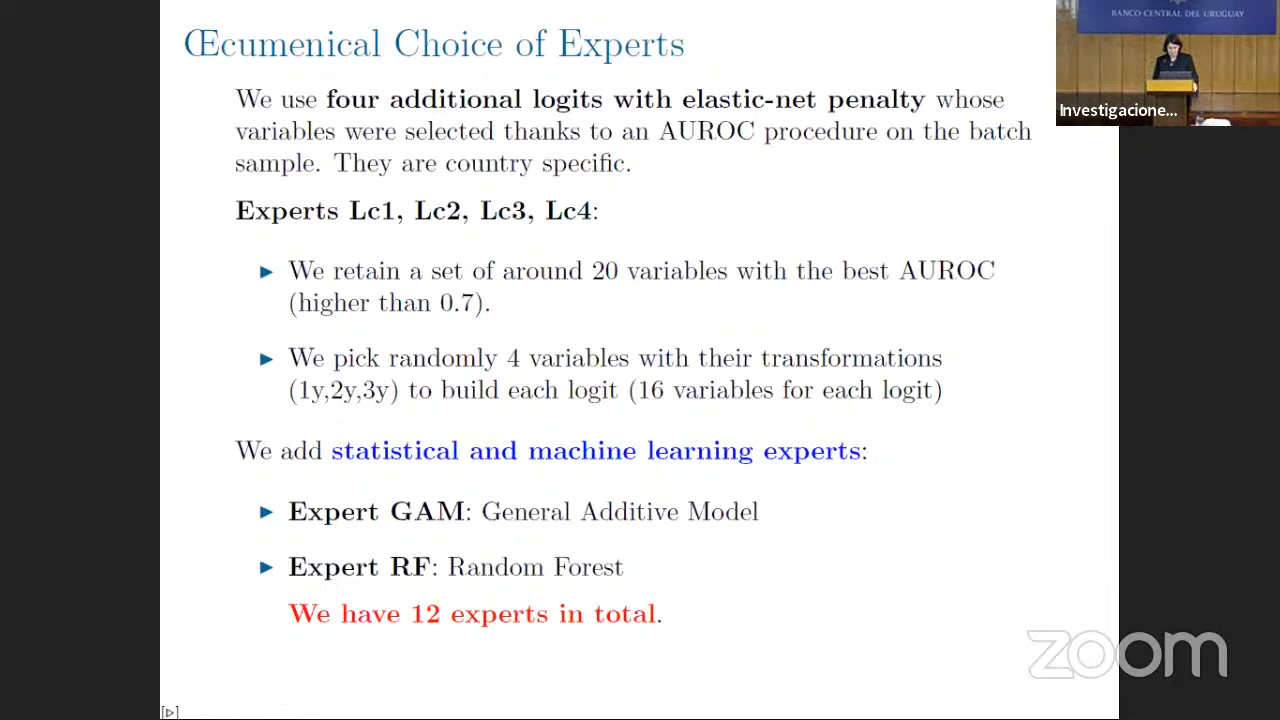 Œcumenical Choice of Experts
BANCO CENTRAL DEL URUGUAY
Investigacione...
We use four additional logits with elastic-net penalty whose
variables were selected thanks to an AUROC procedure on the batch
sample. They are country specific.
Experts Lc1, Lc2, Lc3, Lc4:
► We retain a set of around 20 variables with the best AUROC
(higher than 0.7).
► We pick randomly 4 variables with their transformations
(1y,2y,3y) to build each logit (16 variables for each logit)
We add statistical and machine learning experts:
► Expert GAM: General Additive Model
► Expert RF: Random Forest
We have 12 experts in total.
zoom